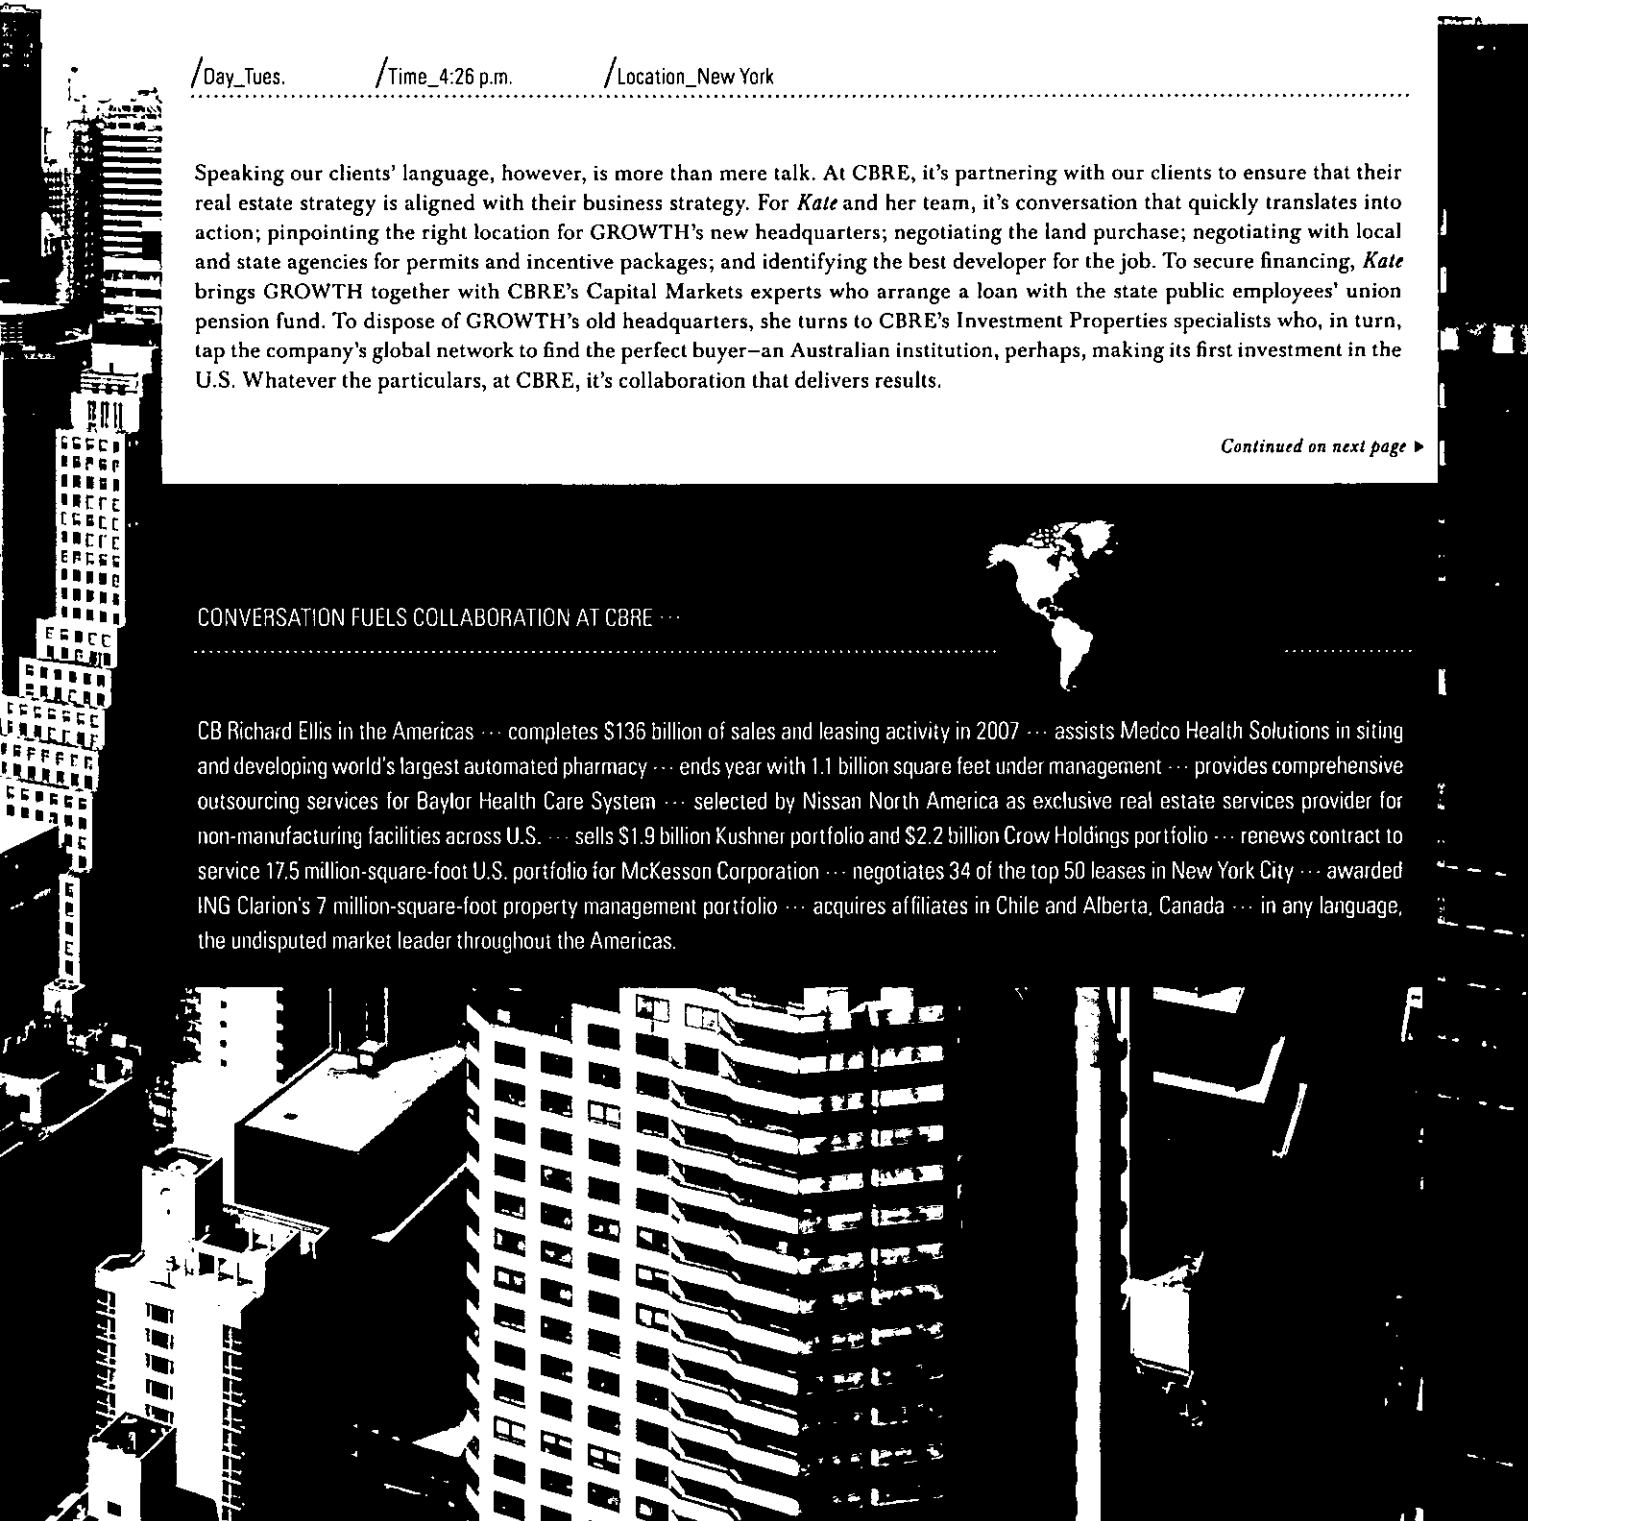 /Day_Tues. /Time_4:26 p.m. /Location_New York
Speaking our clients' language, however, is more than mere talk. At CBRE, it's partnering with our clients to ensure that their
real estate strategy is aligned with their business strategy. For Kate and her team, it's conversation that quickly translates into
action; pinpointing the right location for GROWTH's new headquarters; negotiating the land purchase; negotiating with local
and state agencies for permits and incentive packages; and identifying the best developer for the job. To secure financing, Kate
brings GROWTH together with CBRE's Capital Markets experts who arrange a loan with the state public employees' union
pension fund. To dispose of GROWTH's old headquarters, she turns to CBRE's Investment Properties specialists who, in turn,
tap the company's global network to find the perfect buyer–an Australian institution, perhaps, making its first investment in the
U.S. Whatever the particulars, at CBRE, it's collaboration that delivers results.
Continued on next page ▶
CONVERSATION FUELS COLLABORATION AT CBRE ···
CB Richard Ellis in the Americas ··· completes $136 billion of sales and leasing activity in 2007 ··· assists Medco Health Solutions in siting
and developing world's largest automated pharmacy ··· ends year with 1.1 billion square feet under management ··· provides comprehensive
outsourcing services for Baylor Health Care System ··· selected by Nissan North America as exclusive real estate services provider for
non-manufacturing facilities across U.S. ··· sells $1.9 billion Kushner portfolio and $2.2 billion Crow Holdings portfolio ··· renews contract to
service 17.5 million-square-foot U.S. portfolio for McKesson Corporation ··· negotiates 34 of the top 50 leases in New York City ··· awarded
ING Clarion's 7 million-square-foot property management portfolio ··· acquires affiliates in Chile and Alberta, Canada ··· in any language,
the undisputed market leader throughout the Americas.